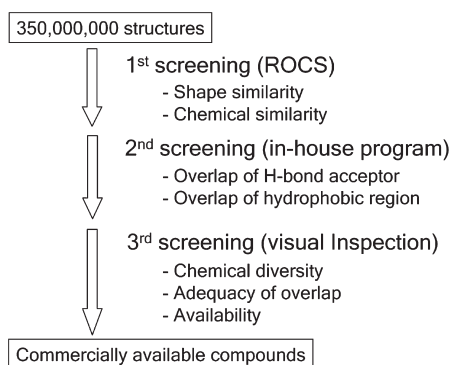 350,000,000 structures
1st screening (ROCS)
- Shape similarity
- Chemical similarity
2nd screening (in-house program)
- Overlap of H-bond acceptor
- Overlap of hydrophobic region
3rd screening (visual Inspection)
- Chemical diversity
- Adequacy of overlap
- Availability
Commercially available compounds